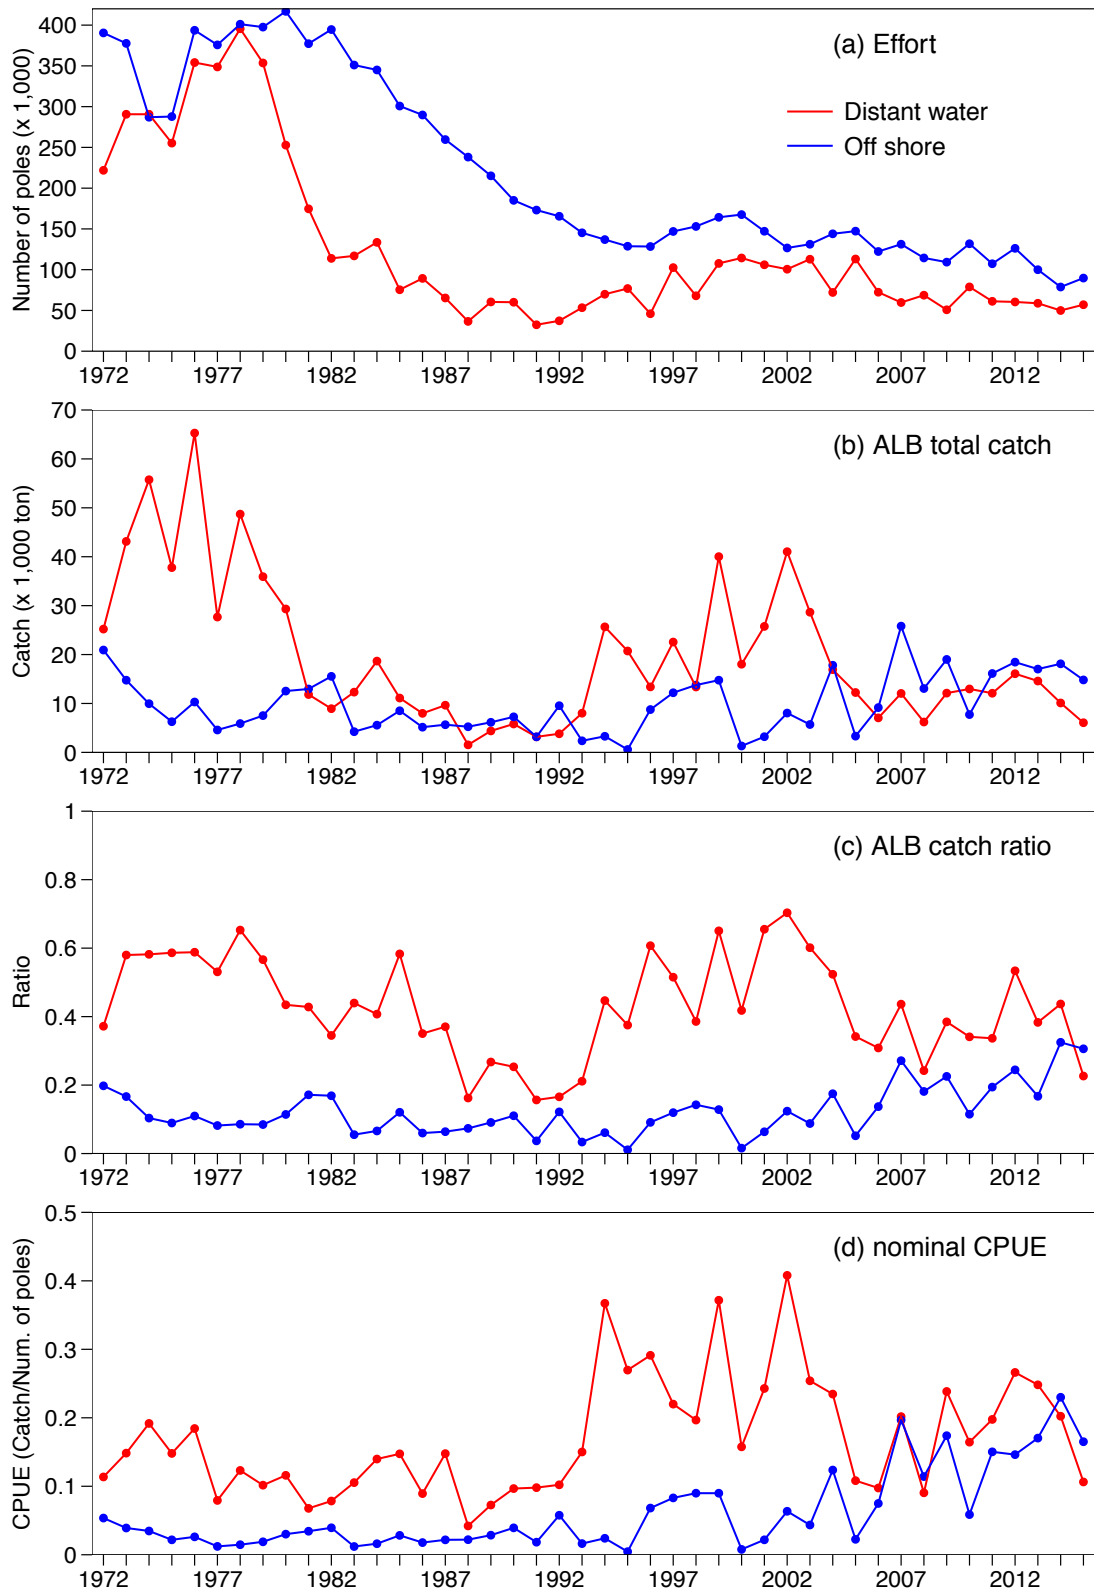 (a) Effort
Distant water
Off shore
Number of poles (x 1,000)
400
350
300
250
200
150
100
50
0
1972 1977 1982 1987 1992 1997 2002 2007 2012
(b) ALB total catch
Catch (x 1,000 ton)
70
60
50
40
30
20
10
0
1972 1977 1982 1987 1992 1997 2002 2007 2012
(c) ALB catch ratio
Ratio
1
0.8
0.6
0.4
0.2
0
1972 1977 1982 1987 1992 1997 2002 2007 2012
(d) nominal CPUE
CPUE (Catch/Num. of poles)
0.5
0.4
0.3
0.2
0.1
0
1972 1977 1982 1987 1992 1997 2002 2007 2012